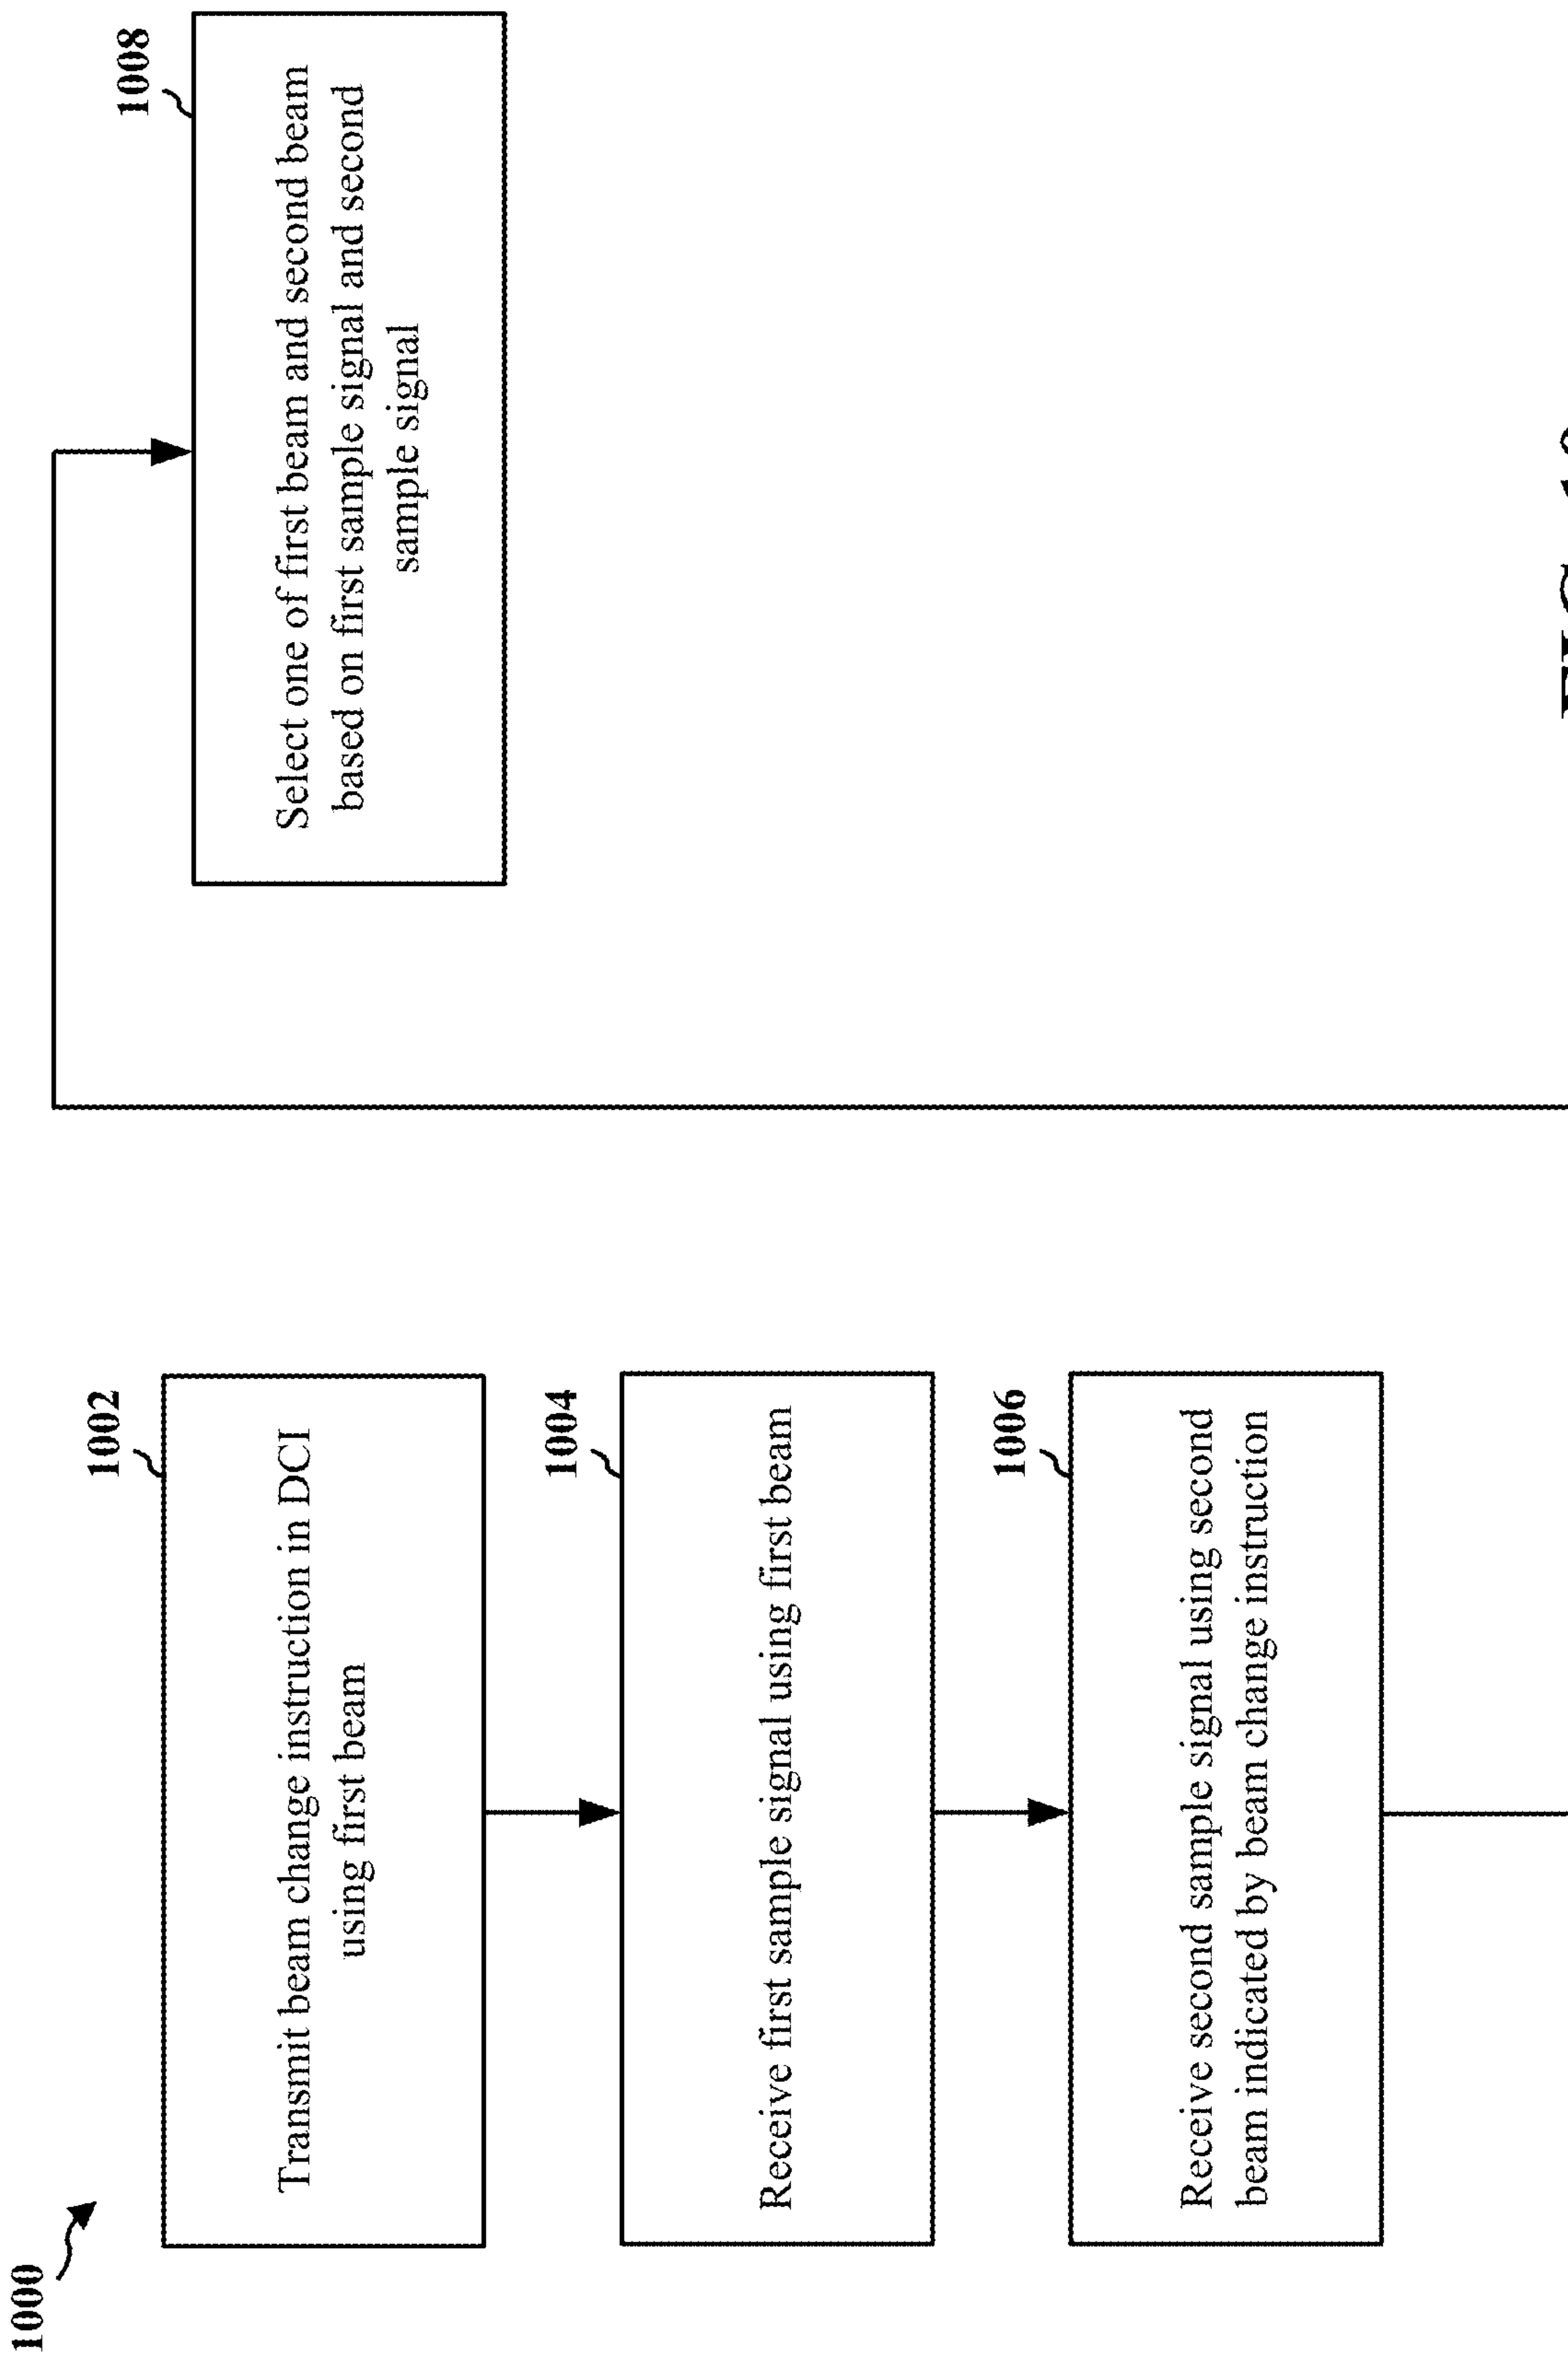 1000
1002
Transmit beam change instruction in DCI
using first beam
1004
Receive first sample signal using first beam
1006
Receive second sample signal using second
beam indicated by beam change instruction
1008
Select one of first beam and second beam
based on first sample signal and second
sample signal